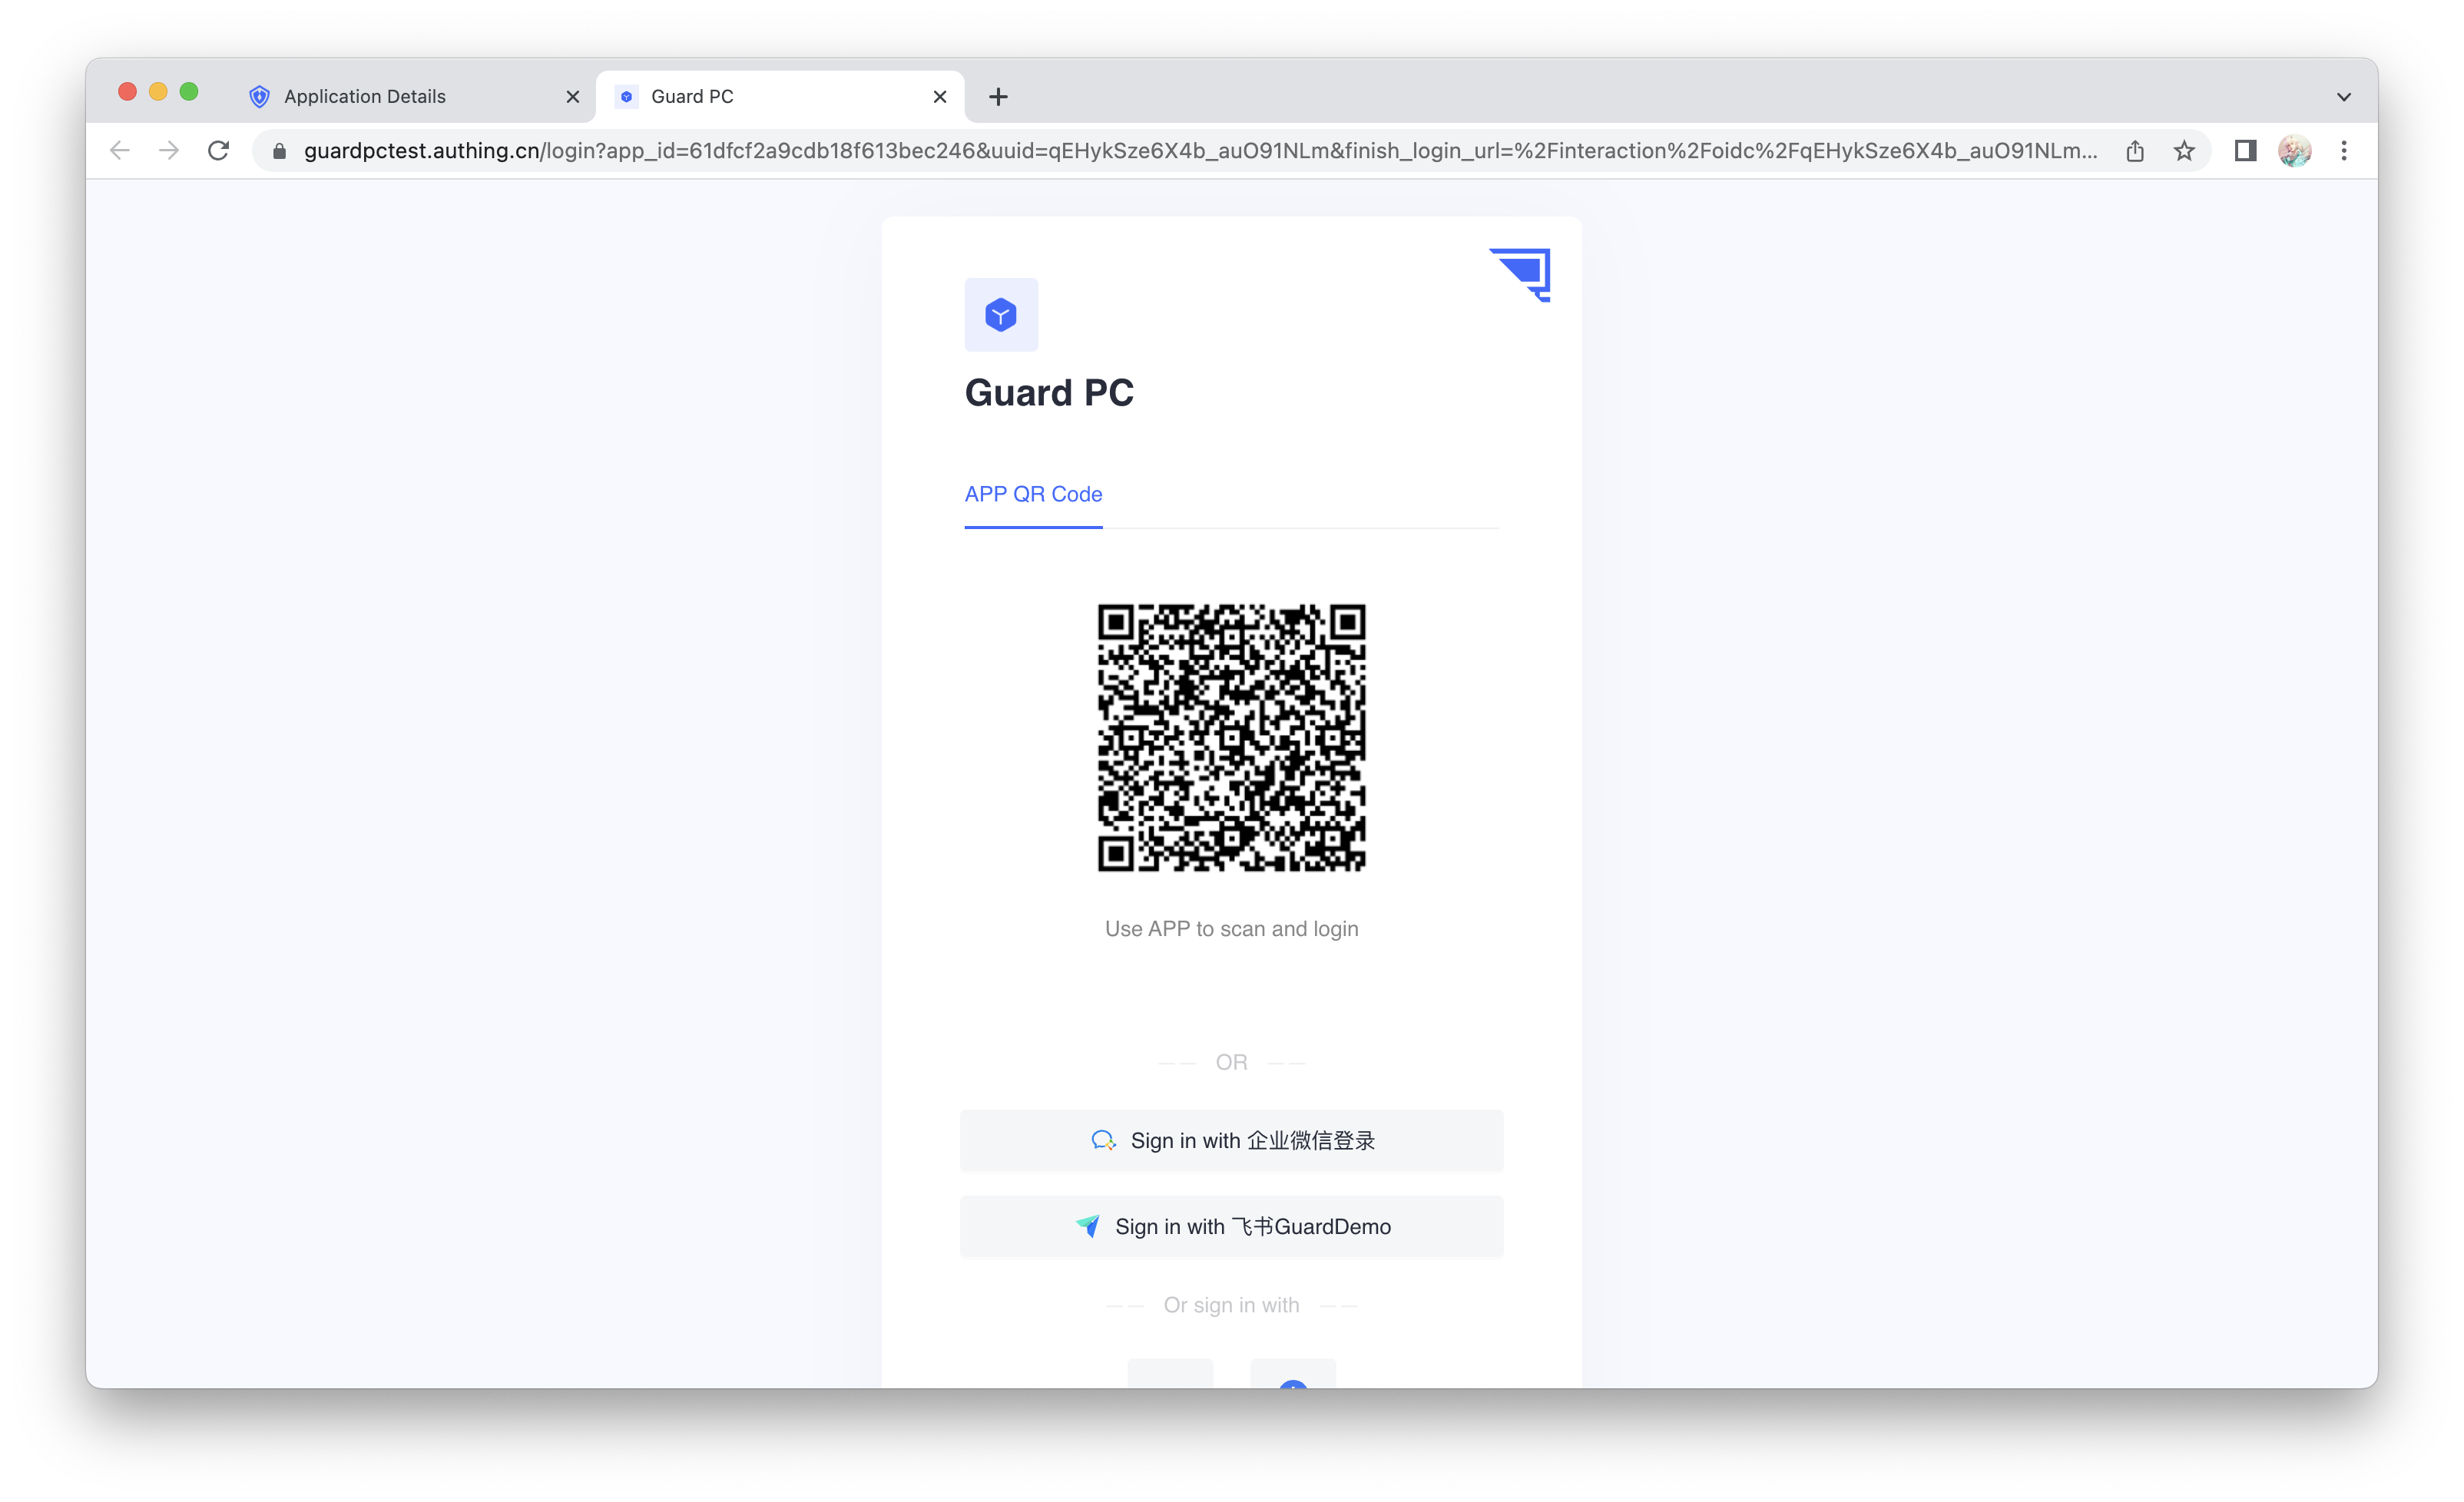 Application Details
Guard PC
guardpctest.authing.cn/login?app_id=61dfcf2a9cdb18f613bec246&uuid=qEHykSze6X4b_auO91NLm&finish_login_url=%2Finteraction%2Foidc%2FqEHykSze6X4b_auO91NLm...
Guard PC
APP QR Code
Use APP to scan and login
OR
Sign in with 企业微信登录
Sign in with 飞书GuardDemo
Or sign in with